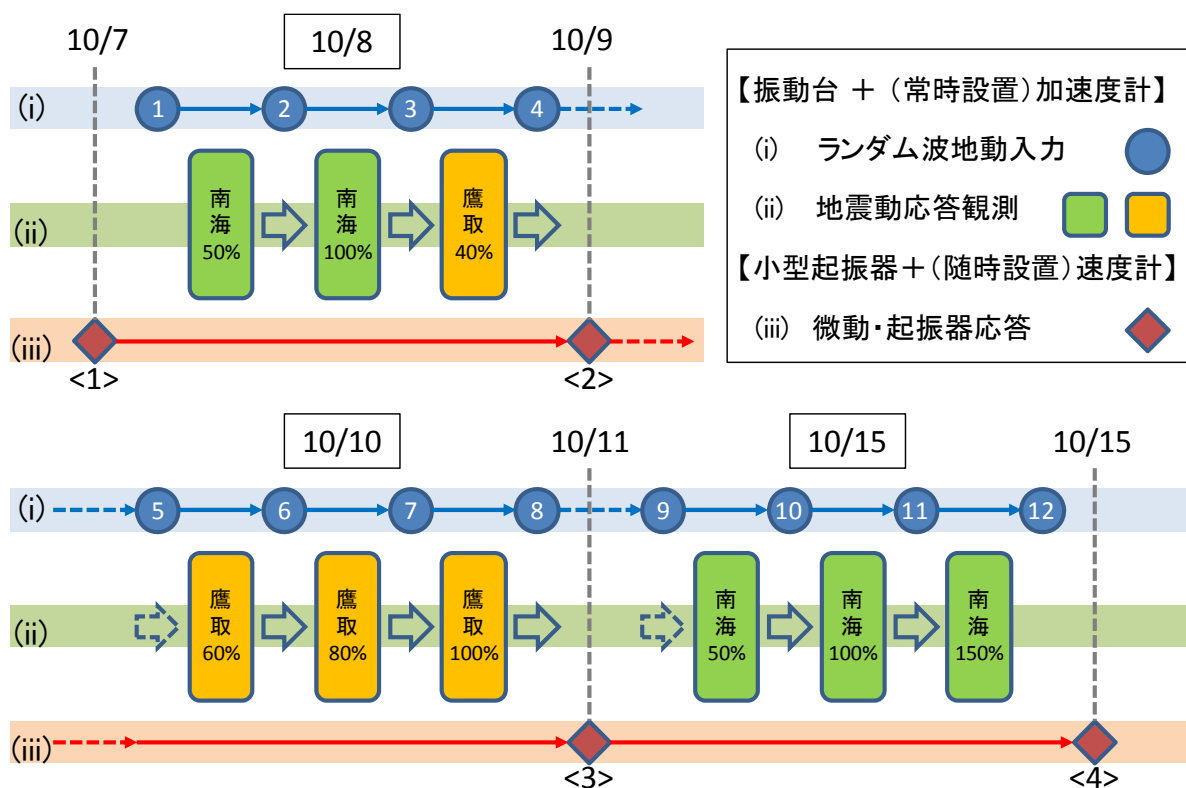 10/7
10/8
10/9
(i)
1
2
3
4
(ii)
南海
50%
南海
100%
鷹取
40%
(iii)
<1>
<2>
【振動台 + (常時設置)加速度計】
(i) ランダム波地動入力
(ii) 地震動応答観測
【小型起振器+(随時設置)速度計】
(iii) 微動・起振器応答
10/10
10/11
10/15
10/15
(i)
5
6
7
8
9
10
11
12
(ii)
鷹取
60%
鷹取
80%
鷹取
100%
南海
50%
南海
100%
南海
150%
(iii)
<3>
<4>